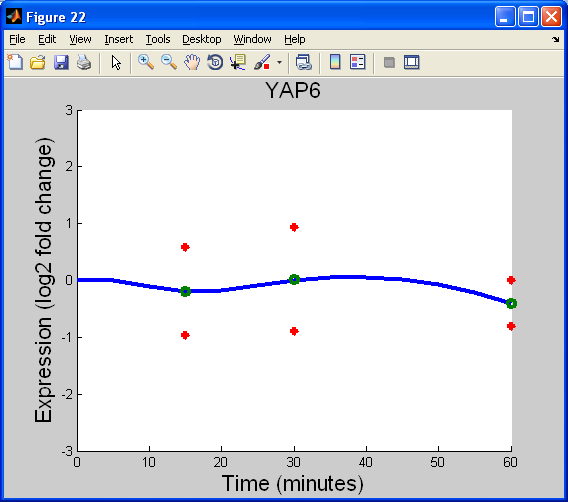 Figure 22
File Edit View Insert Tools Desktop Window Help
YAP6
Expression (log2 fold change)
3
2
1
0
-1
-2
-3
0 10 20 30 40 50 60
Time (minutes)